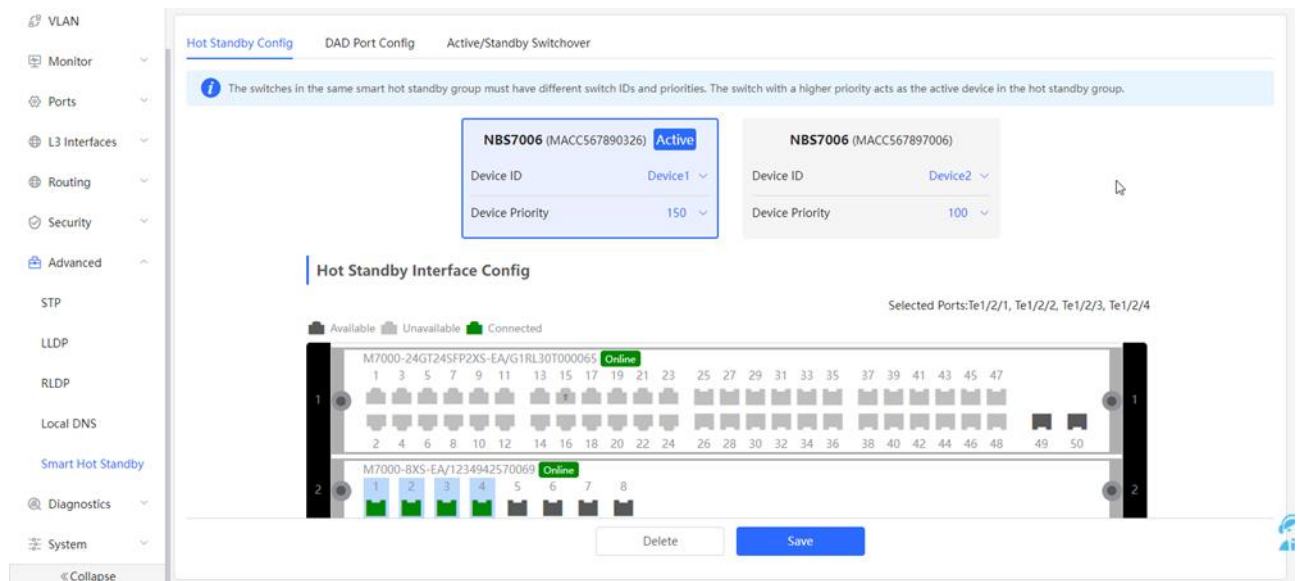 VLAN
Monitor
Ports
L3 Interfaces
Routing
Security
Advanced
STP
LLDP
RLDP
Local DNS
Smart Hot Standby
Diagnostics
System
«Collapse
Hot Standby Config DAD Port Config Active/Standby Switchover
The switches in the same smart hot standby group must have different switch IDs and priorities. The switch with a higher priority acts as the active device in the hot standby group.
NBS7006 (MACC567890326) Active
Device ID Device1
Device Priority 150
NBS7006 (MACC567897006)
Device ID Device2
Device Priority 100
Hot Standby Interface Config
Selected Ports:Te1/2/1, Te1/2/2, Te1/2/3, Te1/2/4
Available Unavailable Connected
M7000-24GT24SFP2XS-EA/G1RL30T000065 Online
1 3 5 7 9 11 13 15 17 19 21 23 25 27 29 31 33 35 37 39 41 43 45 47
1 1
2 4 6 8 10 12 14 16 18 20 22 24 26 28 30 32 34 36 38 40 42 44 46 48 49 50
M7000-8XS-EA/1234942570069 Online
1 2 3 4 5 6 7 8
2 2
Delete Save